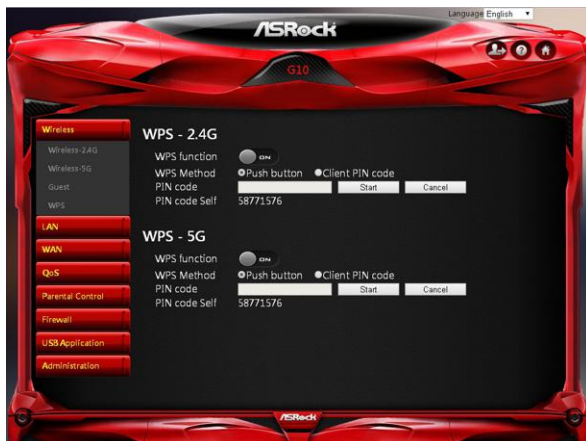 Language English
ASRock
G10
Wireless
Wireless-2.4G
Wireless-5G
Guest
WPS
LAN
WAN
QoS
Parental Control
Firewall
USB Application
Administration
WPS - 2.4G
WPS function ON
WPS Method Push button Client PIN code
PIN code Start Cancel
PIN code Self 58771576
WPS - 5G
WPS function ON
WPS Method Push button Client PIN code
PIN code Start Cancel
PIN code Self 58771576
ASRock